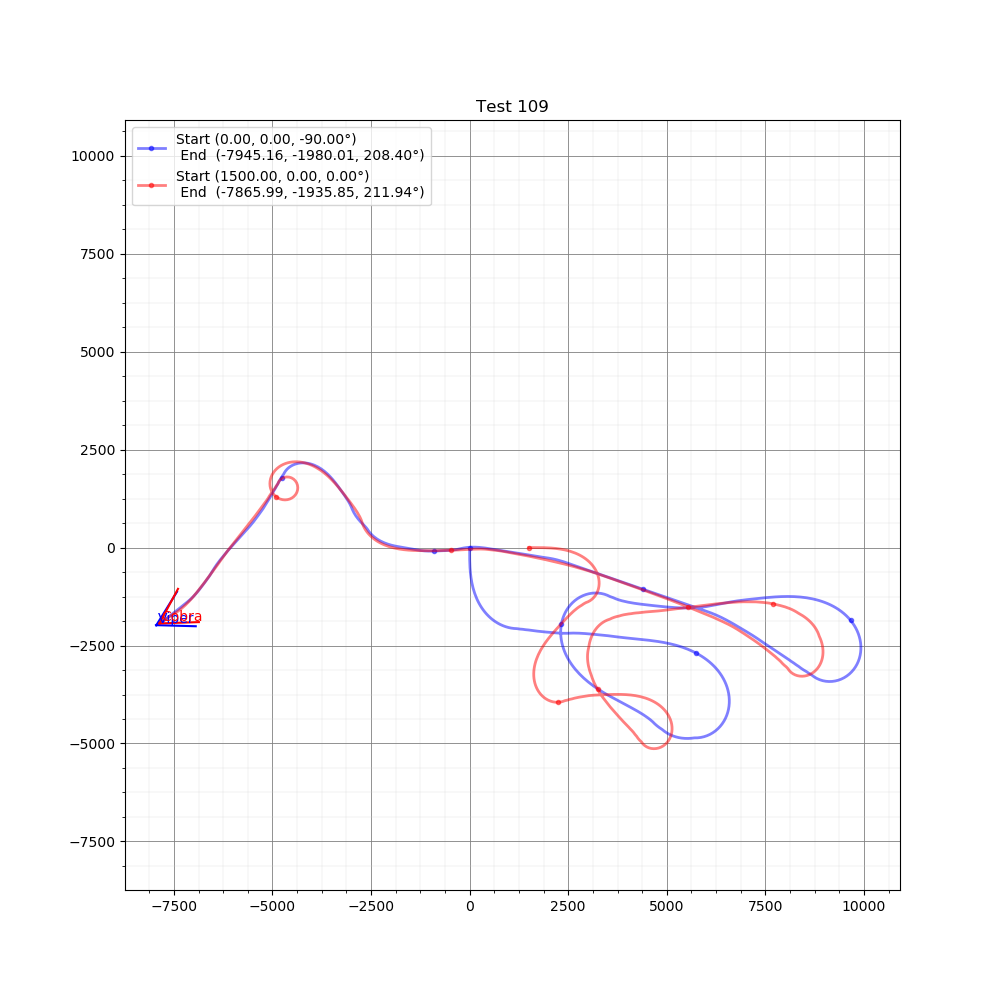 Test 109
Start (0.00, 0.00, -90.00°)
End (-7945.16, -1980.01, 208.40°)
Start (1500.00, 0.00, 0.00°)
End (-7865.99, -1935.85, 211.94°)
10000
7500
5000
2500
0
−2500
−5000
−7500
−7500 −5000 −2500 0 2500 5000 7500 10000